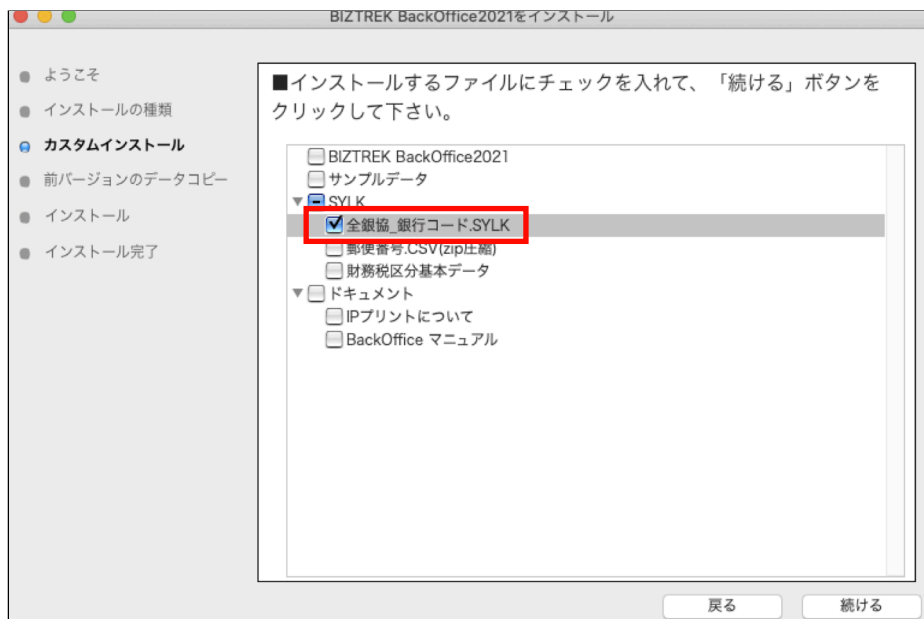 BIZTREK BackOffice2021をインストール
ようこそ
インストールの種類
カスタムインストール
前バージョンのデータコピー
インストール
インストール完了
■インストールするファイルにチェックを入れて、「続ける」ボタンを
クリックして下さい。
BIZTREK BackOffice2021
サンプルデータ
SYLK
全銀協_銀行コード.SYLK
郵便番号.CSV(zip圧縮)
財務税区分基本データ
ドキュメント
IPプリントについて
BackOffice マニュアル
戻る
続ける